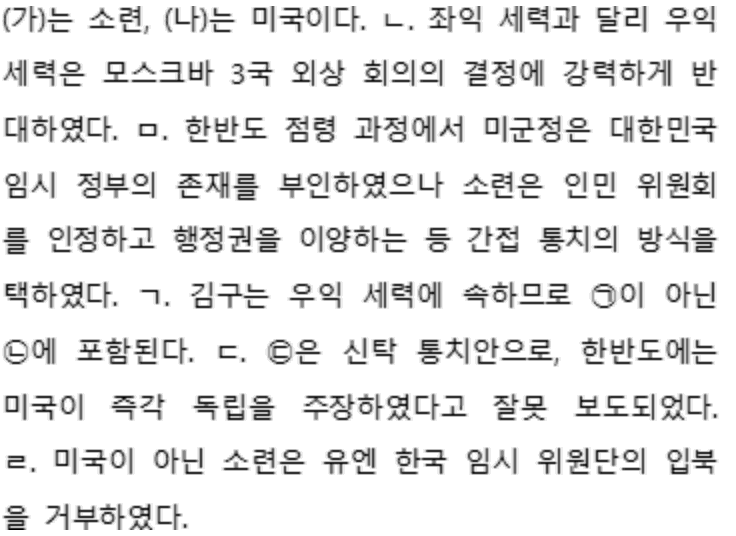 (가)는 소련, (나)는 미국이다. ㄴ. 좌익 세력과 달리 우익
세력은 모스크바 3국 외상 회의의 결정에 강력하게 반
대하였다. ㅁ. 한반도 점령 과정에서 미군정은 대한민국
임시 정부의 존재를 부인하였으나 소련은 인민 위원회
를 인정하고 행정권을 이양하는 등 간접 통치의 방식을
택하였다. ㄱ. 김구는 우익 세력에 속하므로 ㉠이 아닌
㉡에 포함된다. ㄷ. ㉢은 신탁 통치안으로, 한반도에는
미국이 즉각 독립을 주장하였다고 잘못 보도되었다.
ㄹ. 미국이 아닌 소련은 유엔 한국 임시 위원단의 입북
을 거부하였다.